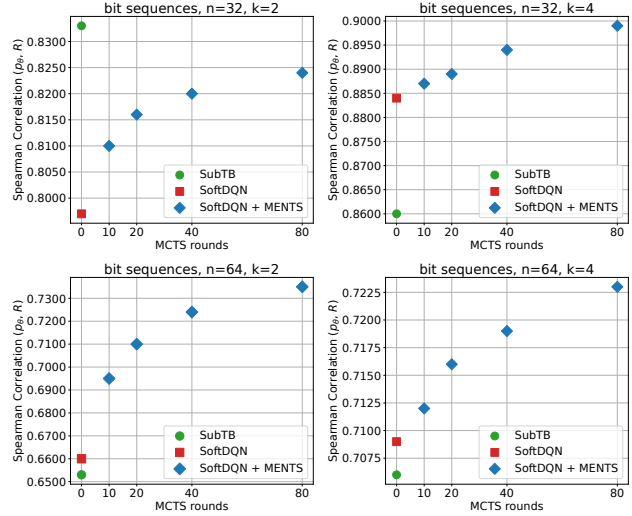 bit sequences, n=32, k=2
Spearman Correlation (pθ, R)
0.8300
0.8250
0.8200
0.8150
0.8100
0.8050
0.8000
SubTB
SoftDQN
SoftDQN + MENTS
0 10 20 40 80
MCTS rounds
bit sequences, n=32, k=4
Spearman Correlation (pθ, R)
0.9000
0.8950
0.8900
0.8850
0.8800
0.8750
0.8700
0.8650
0.8600
SubTB
SoftDQN
SoftDQN + MENTS
0 10 20 40 80
MCTS rounds
bit sequences, n=64, k=2
Spearman Correlation (pθ, R)
0.7300
0.7200
0.7100
0.7000
0.6900
0.6800
0.6700
0.6600
0.6500
SubTB
SoftDQN
SoftDQN + MENTS
0 10 20 40 80
MCTS rounds
bit sequences, n=64, k=4
Spearman Correlation (pθ, R)
0.7225
0.7200
0.7175
0.7150
0.7125
0.7100
0.7075
SubTB
SoftDQN
SoftDQN + MENTS
0 10 20 40 80
MCTS rounds